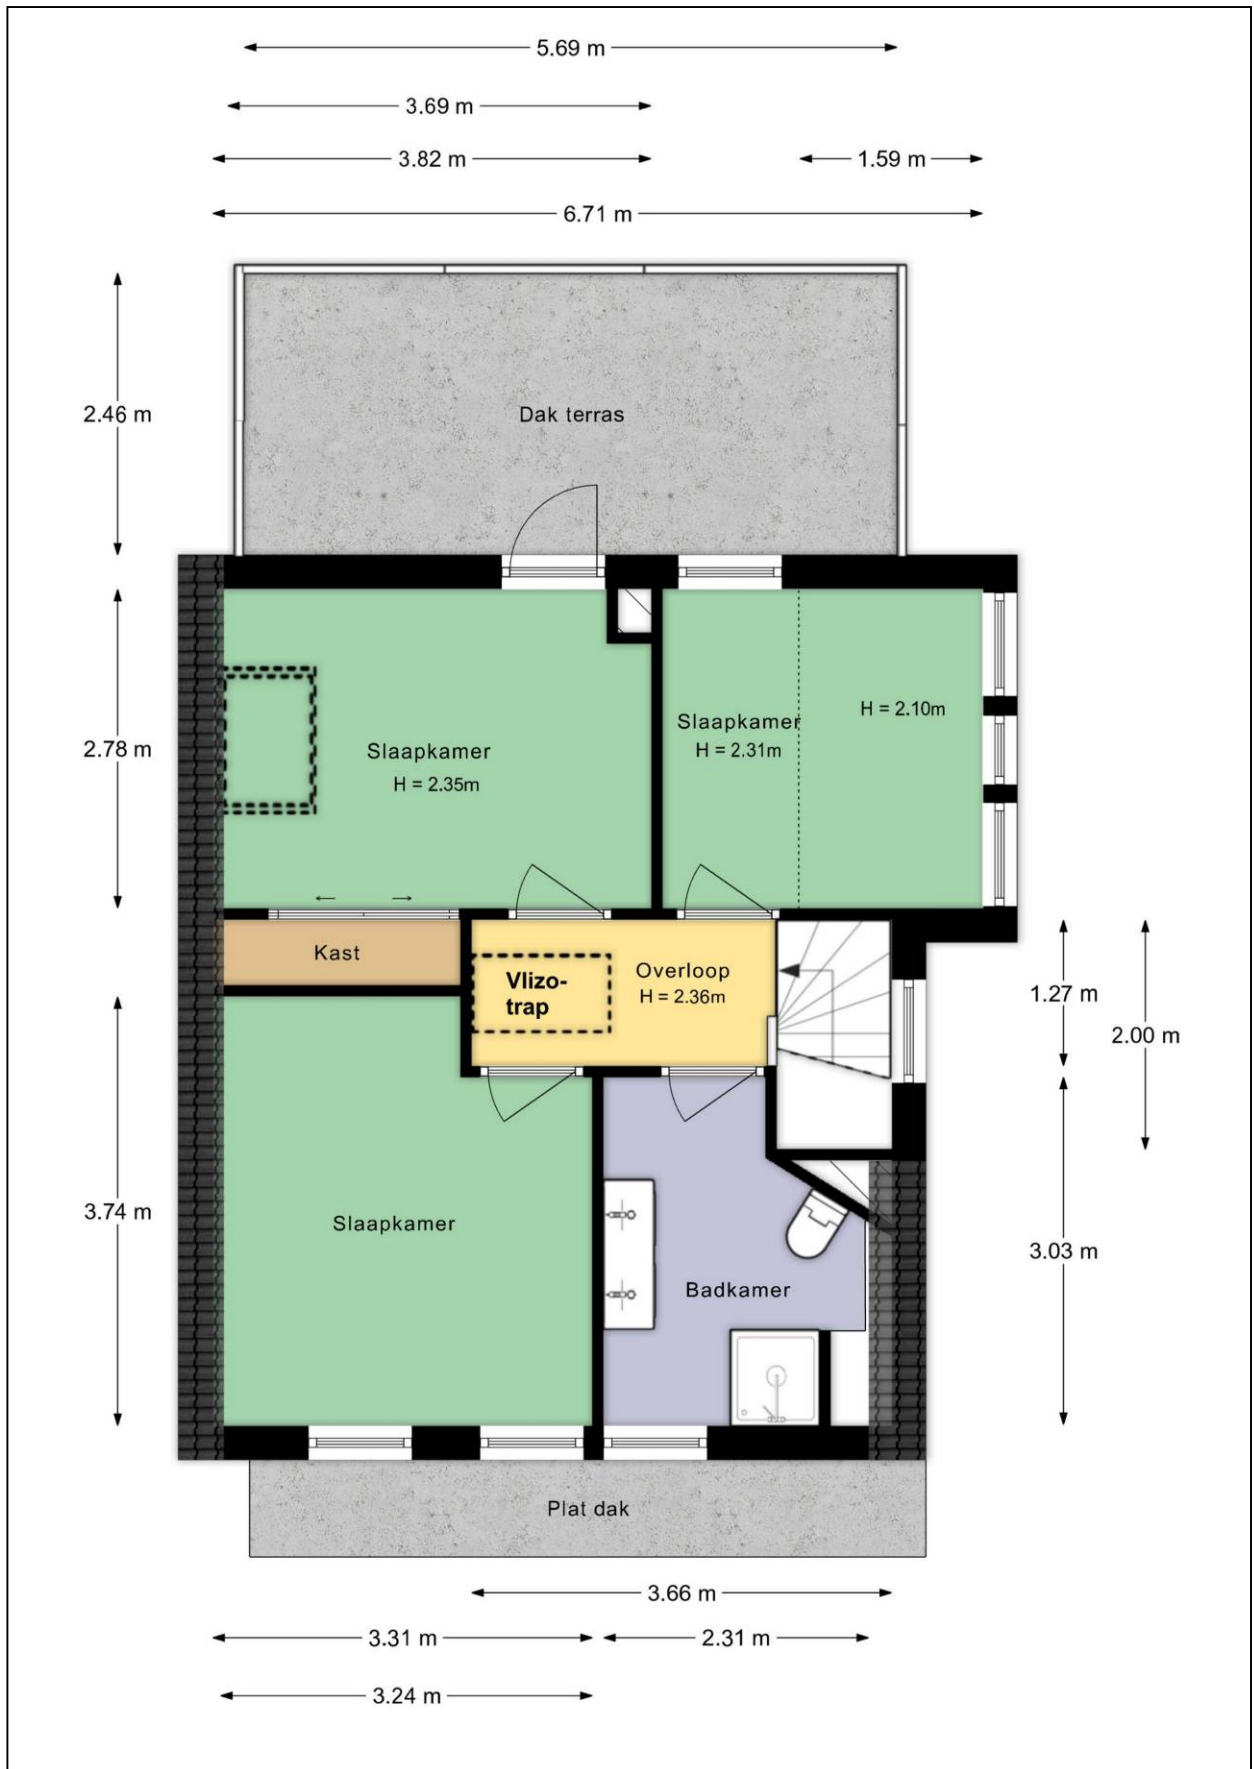 5.69 m
3.69 m
3.82 m
1.59 m
6.71 m
2.46 m
Dak terras
2.78 m
Slaapkamer
H = 2.35m
Slaapkamer
H = 2.31m
H = 2.10m
Kast
Vlizo-
trap
Overloop
H = 2.36m
1.27 m
2.00 m
3.74 m
Slaapkamer
Badkamer
3.03 m
Plat dak
3.66 m
3.31 m
2.31 m
3.24 m